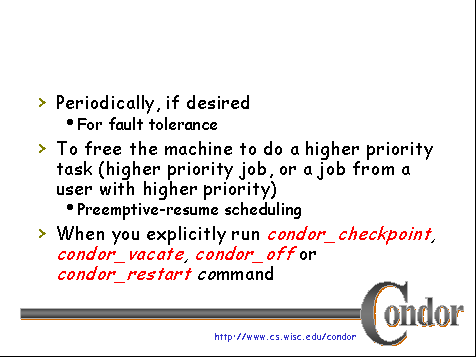 > Periodically, if desired
• For fault tolerance
> To free the machine to do a higher priority
task (higher priority job, or a job from a
user with higher priority)
• Preemptive-resume scheduling
> When you explicitly run condor_checkpoint,
condor_vacate, condor_off or
condor_restart command
Condor
http://www.cs.wisc.edu/condor